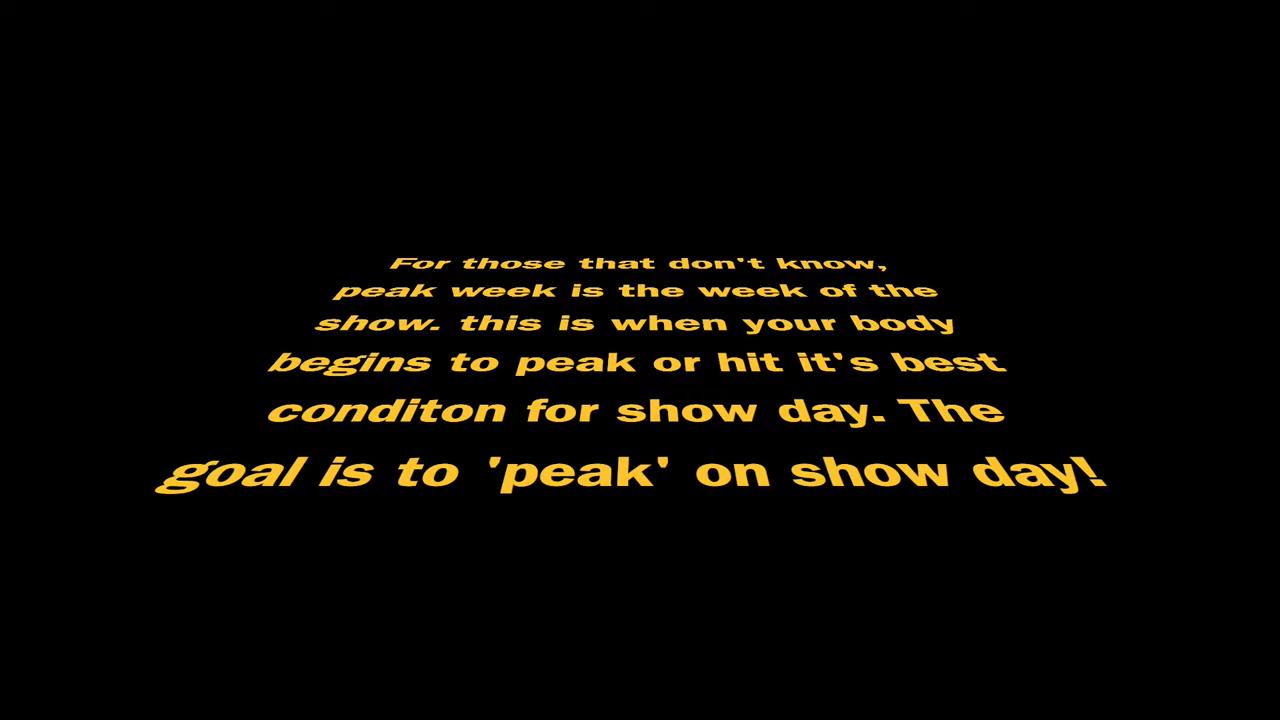 For those that don't know,
peak week is the week of the
show. this is when your body
begins to peak or hit it's best
conditon for show day. The
goal is to 'peak' on show day!